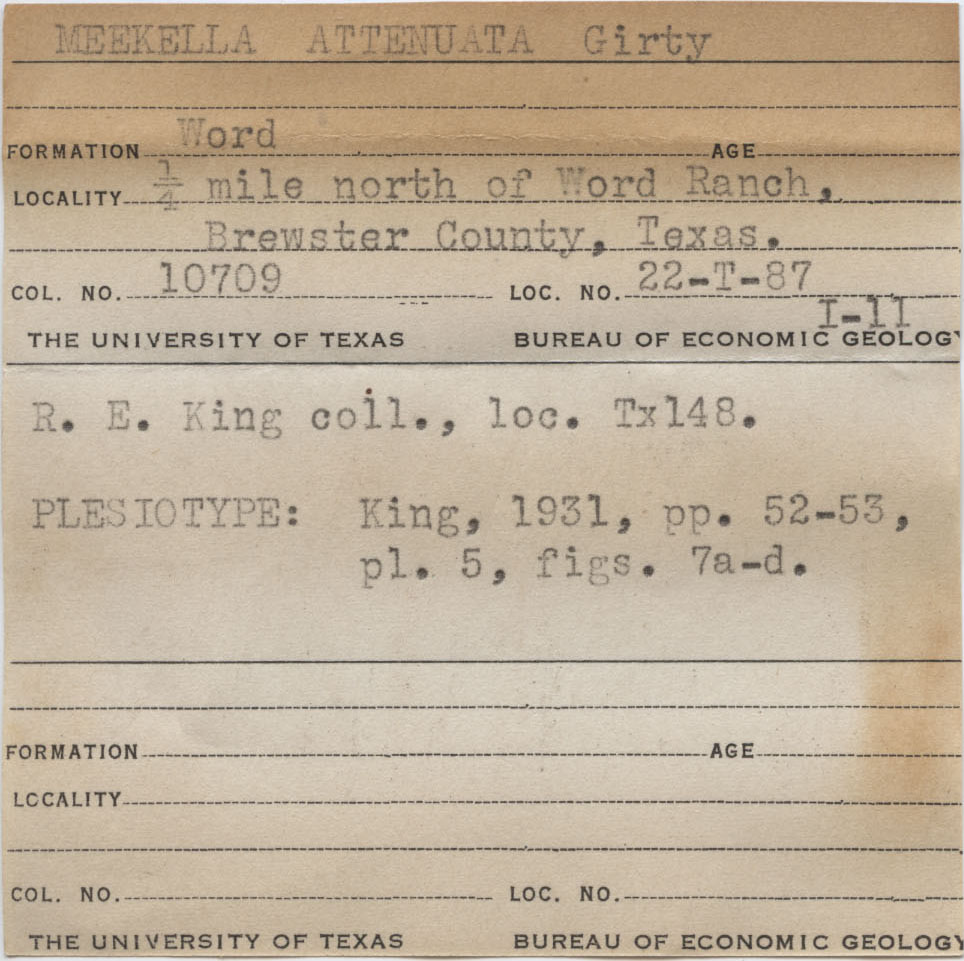 MEEKELLA ATTENUATA Girty
FORMATION Word AGE
LOCALITY 1/4 mile north of Word Ranch,
Brewster County, Texas.
COL. NO. 10709 LOC. NO. 22-T-87
I-11
THE UNIVERSITY OF TEXAS BUREAU OF ECONOMIC GEOLOGY
R. E. King coll., loc. Tx148.
PLESIOTYPE: King, 1931, pp. 52-53,
pl. 5, figs. 7a-d.
FORMATION AGE
LOCALITY
COL. NO. LOC. NO.
THE UNIVERSITY OF TEXAS BUREAU OF ECONOMIC GEOLOGY